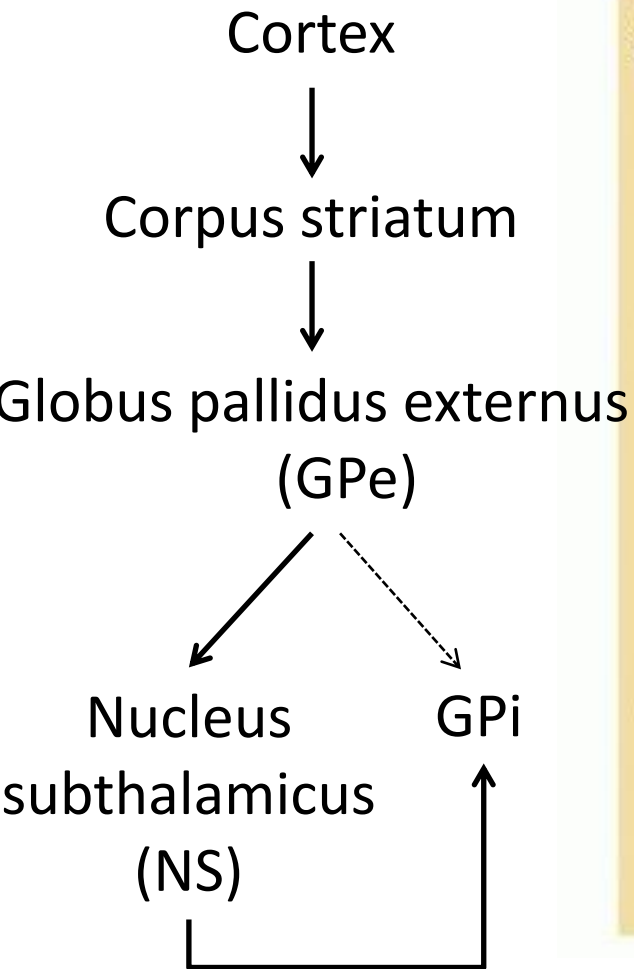 Cortex
Corpus striatum
Globus pallidus externus
(GPe)
Nucleus
subthalamicus
(NS)
GPi